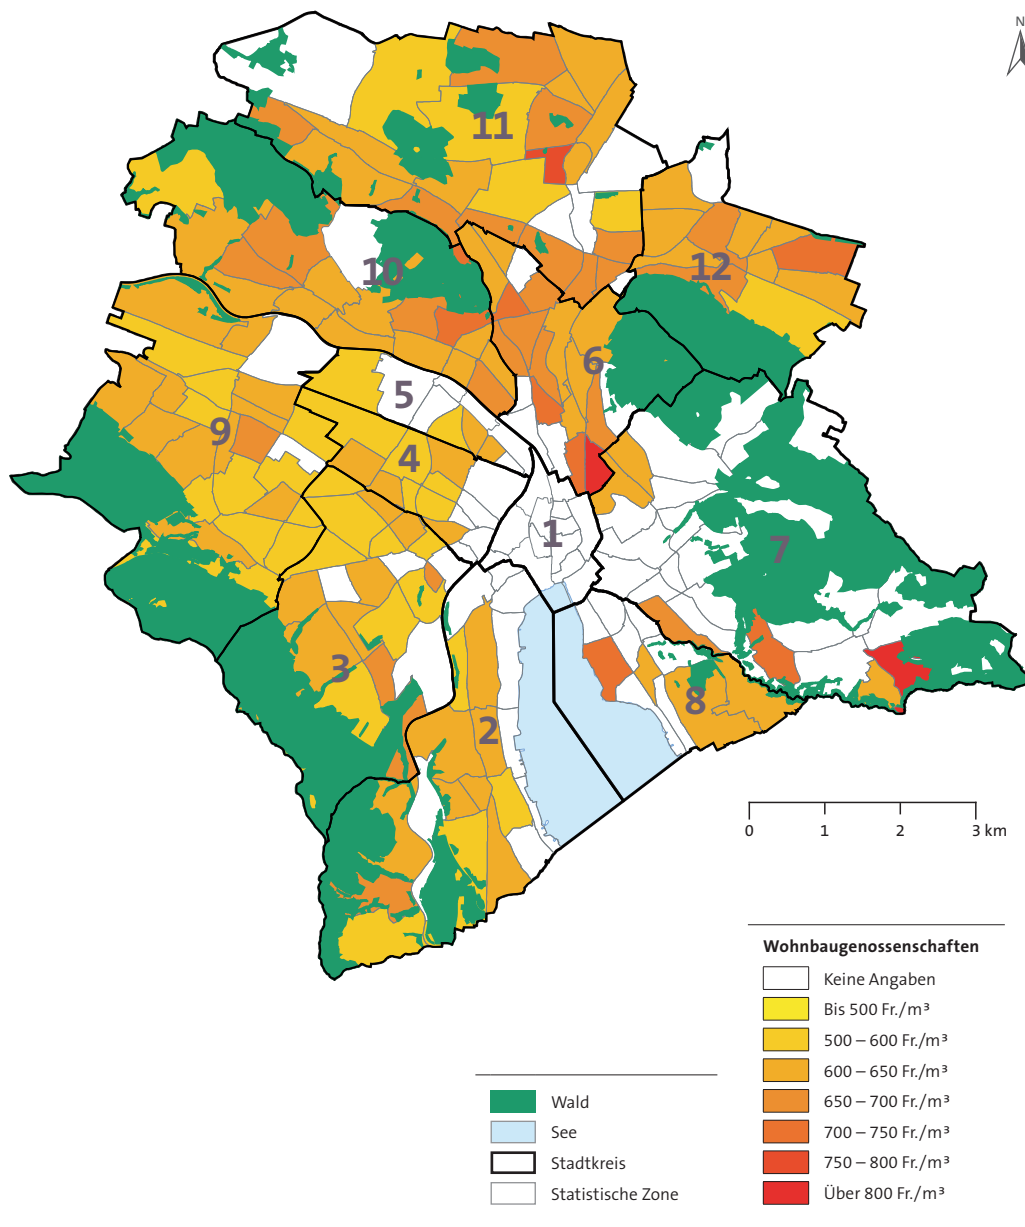 N
11
10
12
6
5
9
4
1
7
3
8
2
0 1 2 3 km
Wohnbaugenossenschaften
Keine Angaben
Bis 500 Fr./m³
500 – 600 Fr./m³
600 – 650 Fr./m³
650 – 700 Fr./m³
700 – 750 Fr./m³
750 – 800 Fr./m³
Über 800 Fr./m³
Wald
See
Stadtkreis
Statistische Zone